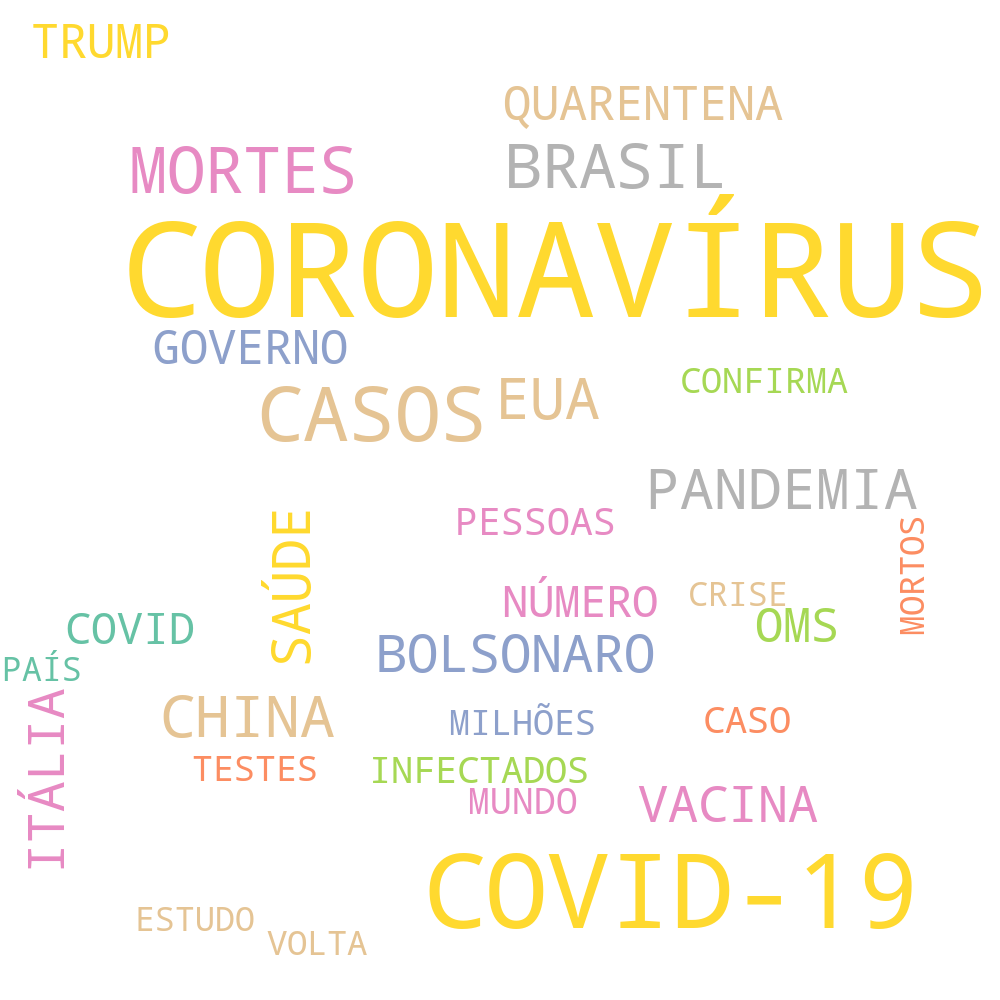 TRUMP
QUARENTENA
MORTES
BRASIL
CORONAVÍRUS
GOVERNO
CASOS
EUA
CONFIRMA
PANDEMIA
SAÚDE
PESSOAS
MORTOS
NÚMERO
CRISE
OMS
COVID
BOLSONARO
PAÍS
ITÁLIA
CHINA
MILHÕES
CASO
TESTES
INFECTADOS
MUNDO
VACINA
COVID-19
ESTUDO
VOLTA